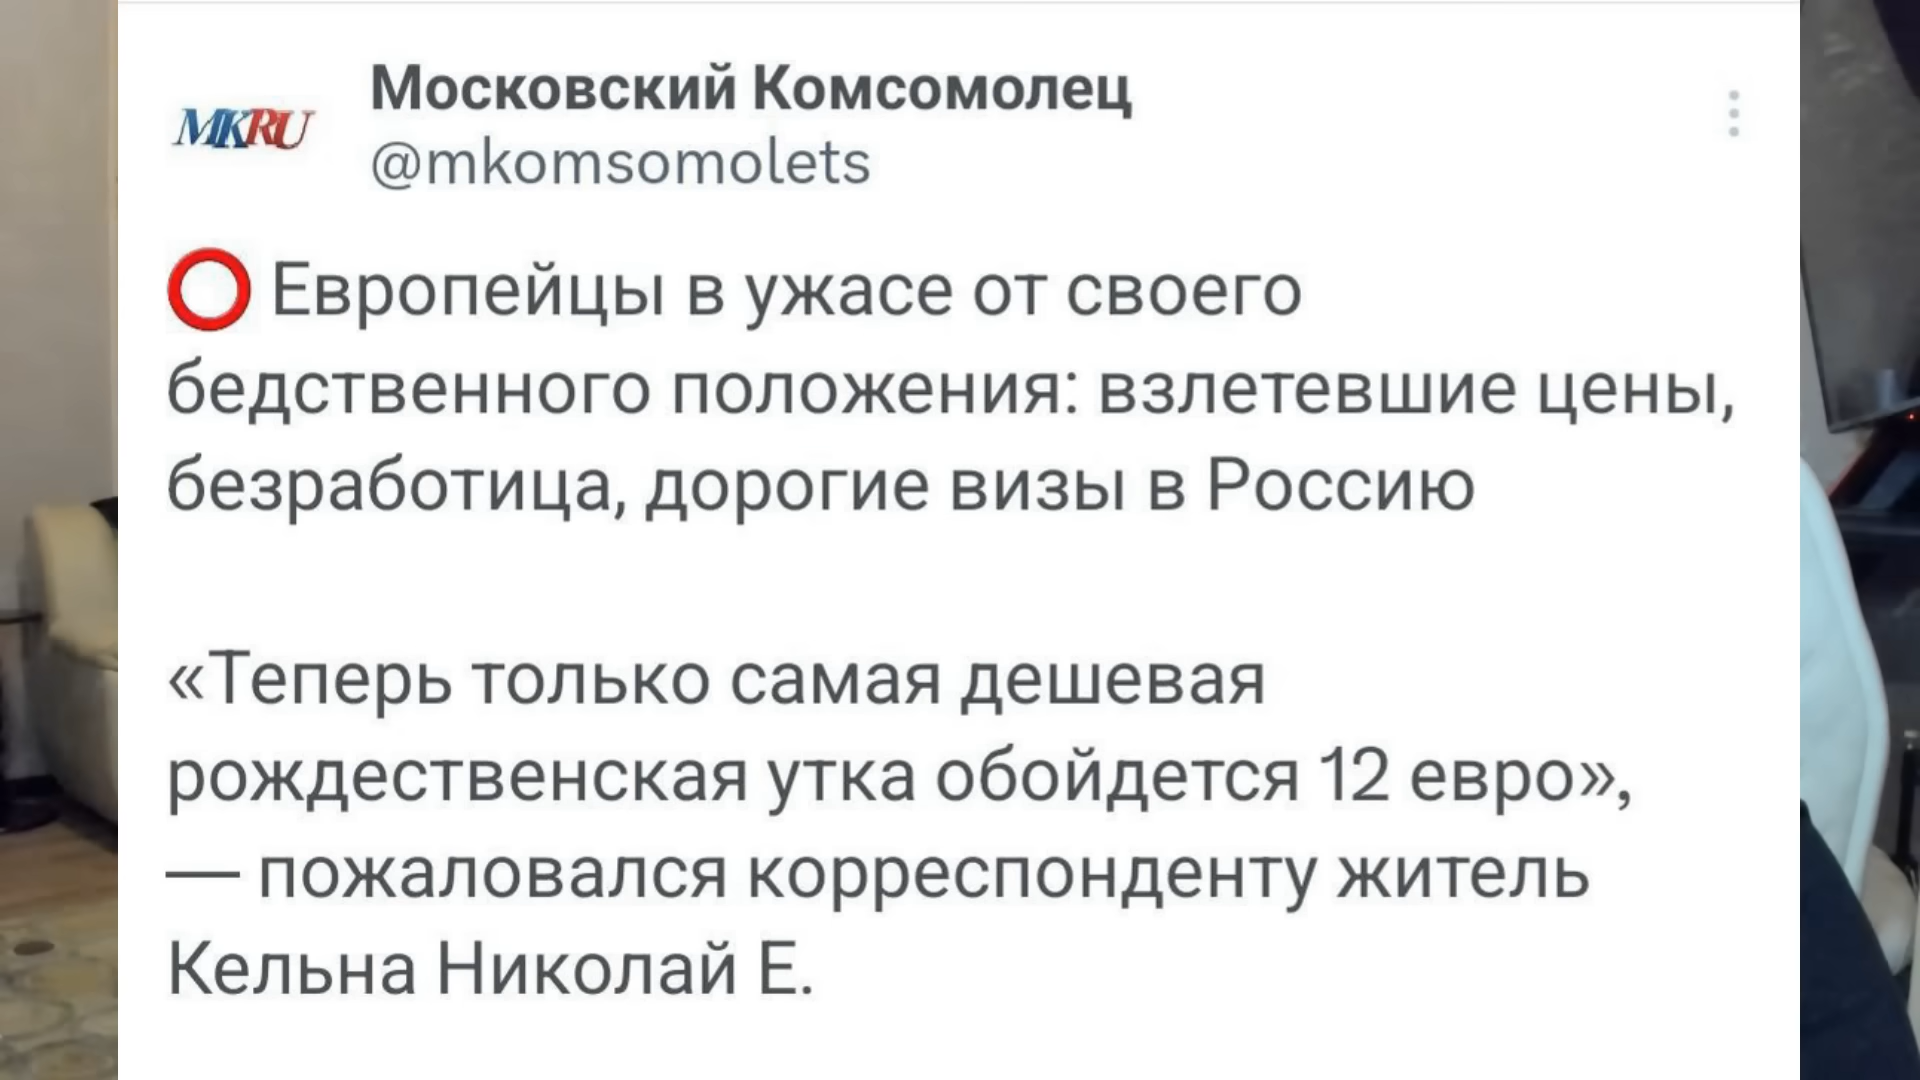 MKRU
Московский Комсомолец
@mkomsomolets
Европейцы в ужасе от своего
бедственного положения: взлетевшие цены,
безработица, дорогие визы в Россию
«Теперь только самая дешевая
рождественская утка обойдется 12 евро»,
— пожаловался корреспонденту житель
Кельна Николай Е.